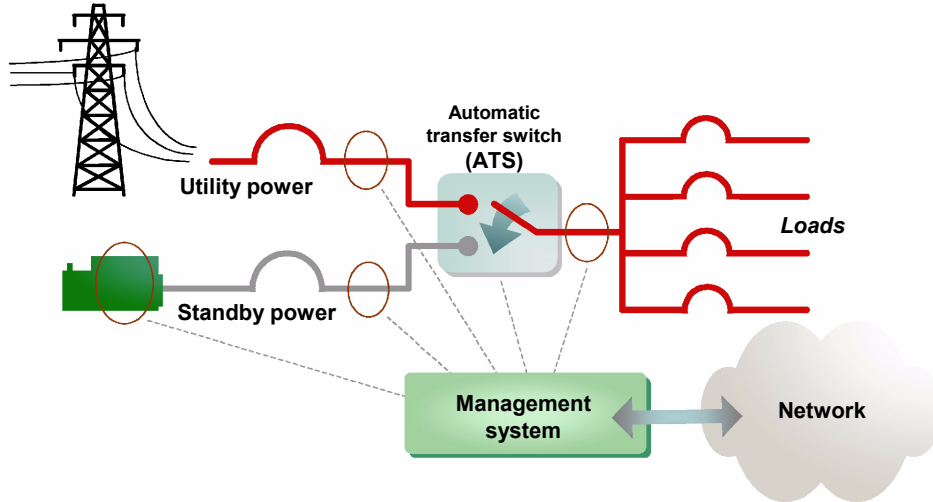 Automatic
transfer switch
(ATS)
Utility power
Loads
Standby power
Management
system
Network